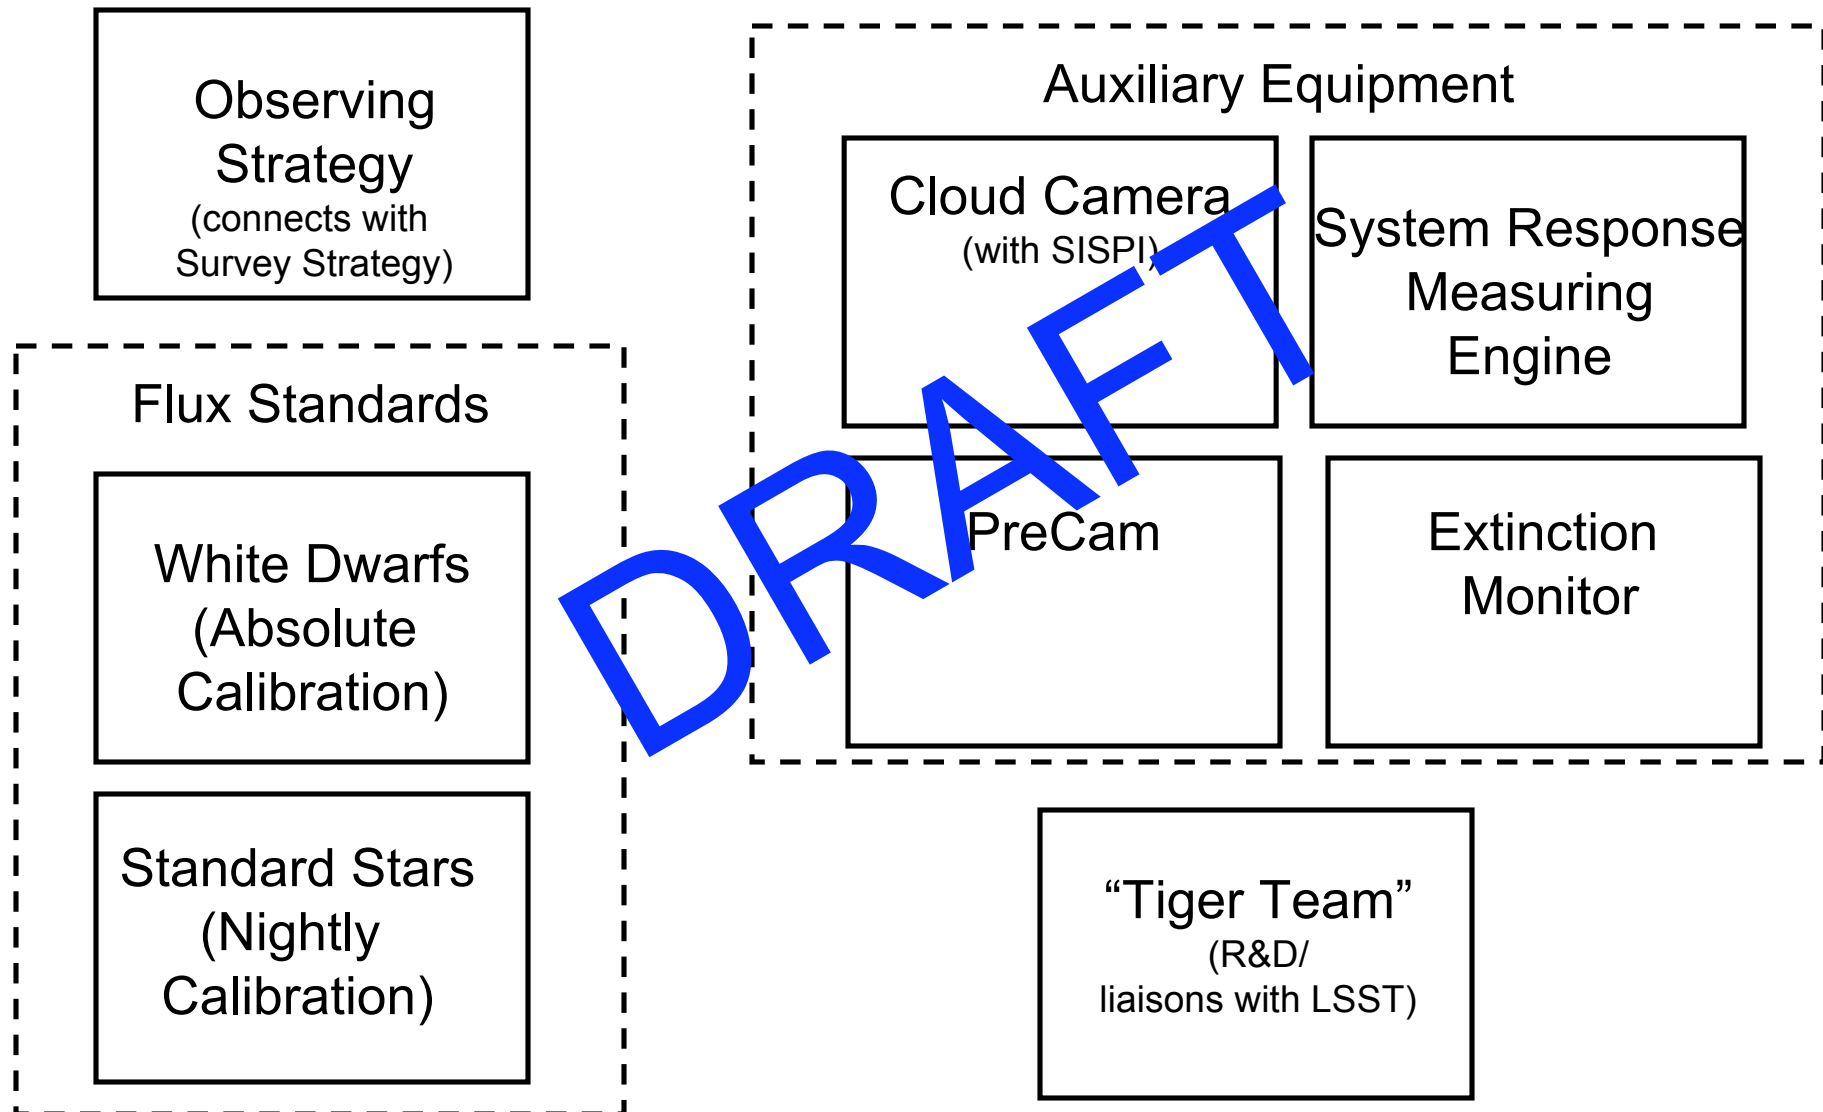 Observing
Strategy
(connects with
Survey Strategy)
Auxiliary Equipment
Cloud Camera
(with SISPI)
System Response
Measuring
Engine
PreCam
Extinction
Monitor
Flux Standards
White Dwarfs
(Absolute
Calibration)
Standard Stars
(Nightly
Calibration)
“Tiger Team”
(R&D/
liaisons with LSST)
DRAFT